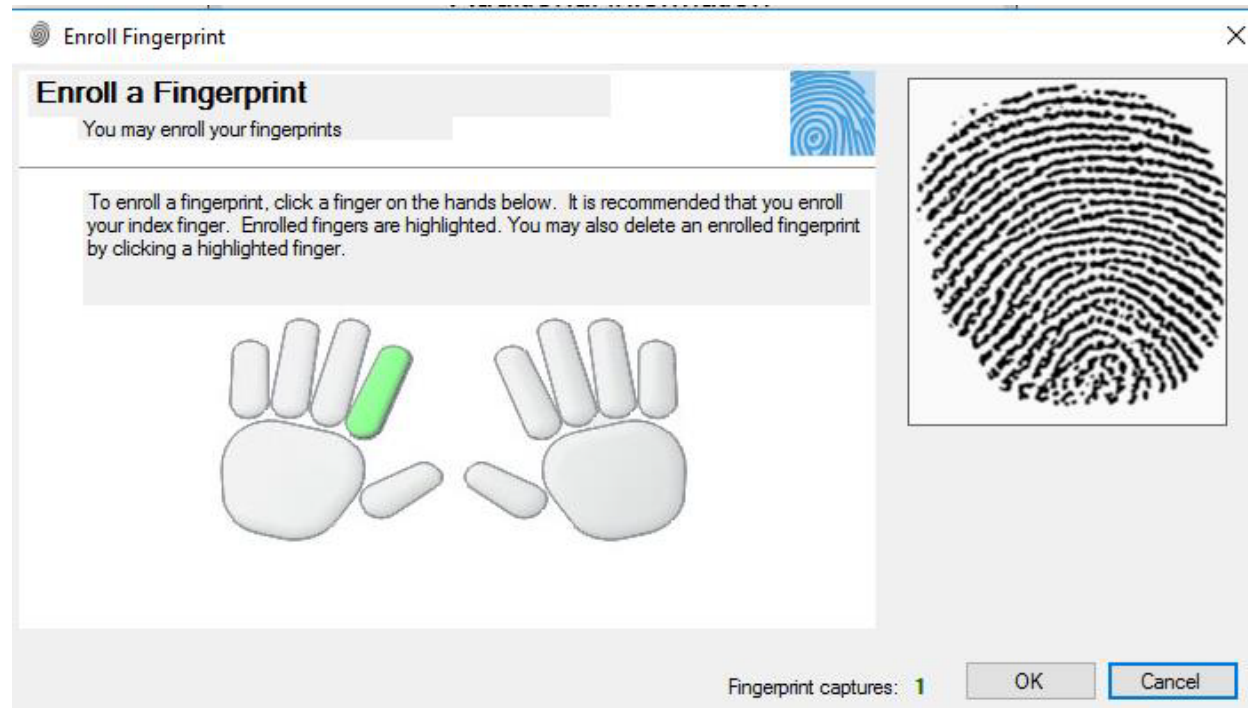 Enroll Fingerprint
Enroll a Fingerprint
You may enroll your fingerprints
To enroll a fingerprint, click a finger on the hands below.  It is recommended that you enroll
your index finger.  Enrolled fingers are highlighted. You may also delete an enrolled fingerprint
by clicking a highlighted finger.
Fingerprint captures: 1
OK
Cancel